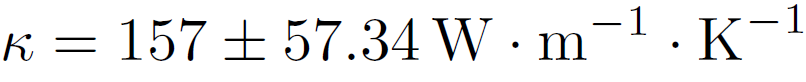 κ = 157 ± 57.34 W · m⁻¹ · K⁻¹